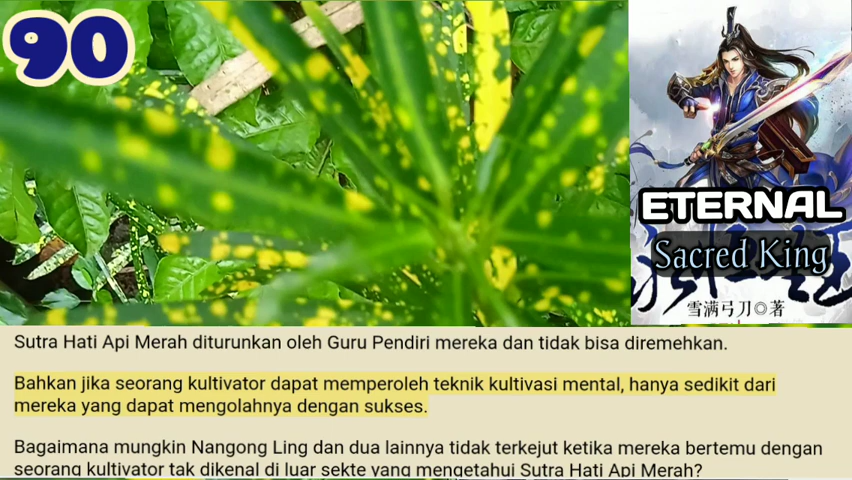 90
ETERNAL
Sacred King
雪满弓刀◎著
Sutra Hati Api Merah diturunkan oleh Guru Pendiri mereka dan tidak bisa diremehkan.
Bahkan jika seorang kultivator dapat memperoleh teknik kultivasi mental, hanya sedikit dari
mereka yang dapat mengolahnya dengan sukses.
Bagaimana mungkin Nangong Ling dan dua lainnya tidak terkejut ketika mereka bertemu dengan
seorang kultivator tak dikenal di luar sekte yang mengetahui Sutra Hati Api Merah?